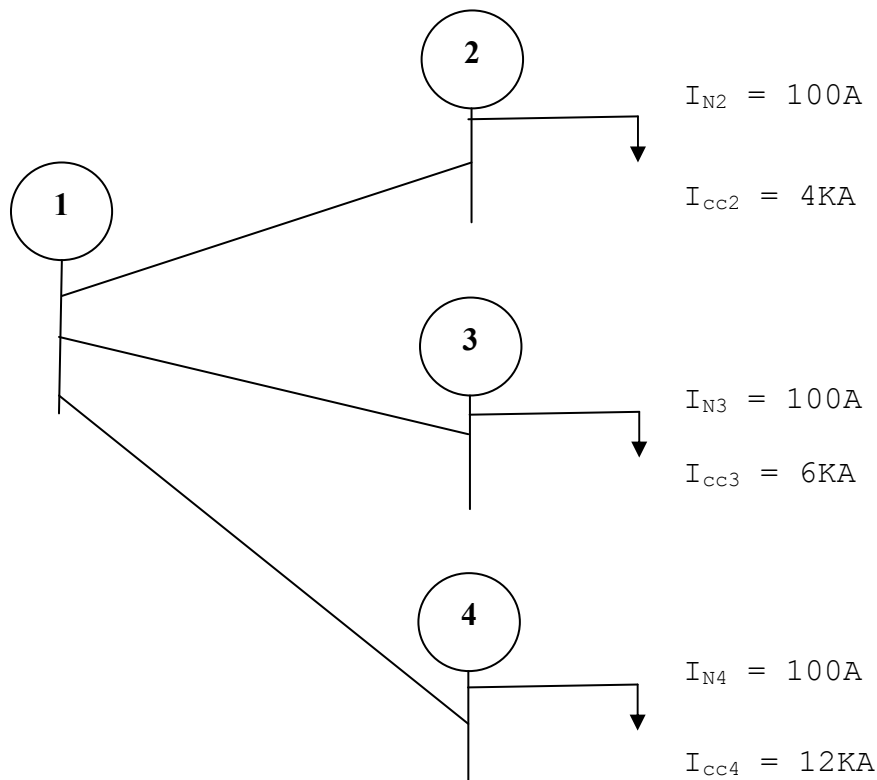 2
I_N2 = 100A
I_cc2 = 4KA
1
3
I_N3 = 100A
I_cc3 = 6KA
4
I_N4 = 100A
I_cc4 = 12KA